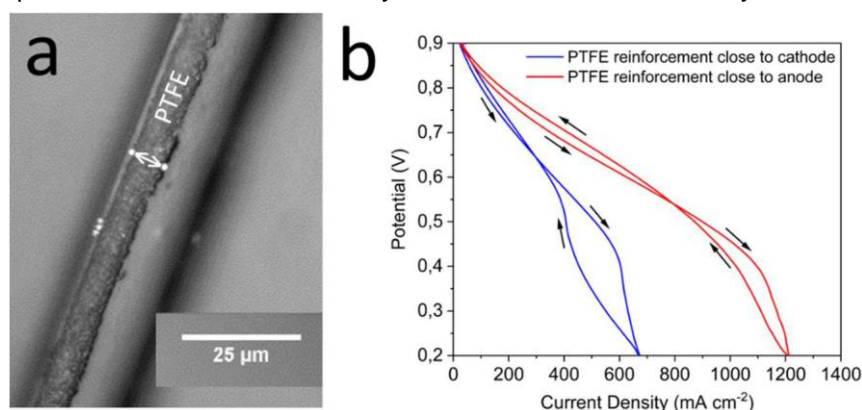 a
PTFE
25 µm
b
PTFE reinforcement close to cathode
PTFE reinforcement close to anode
0,9
0,8
0,7
0,6
0,5
0,4
0,3
0,2
Potential (V)
0 200 400 600 800 1000 1200 1400
Current Density (mA cm⁻²)